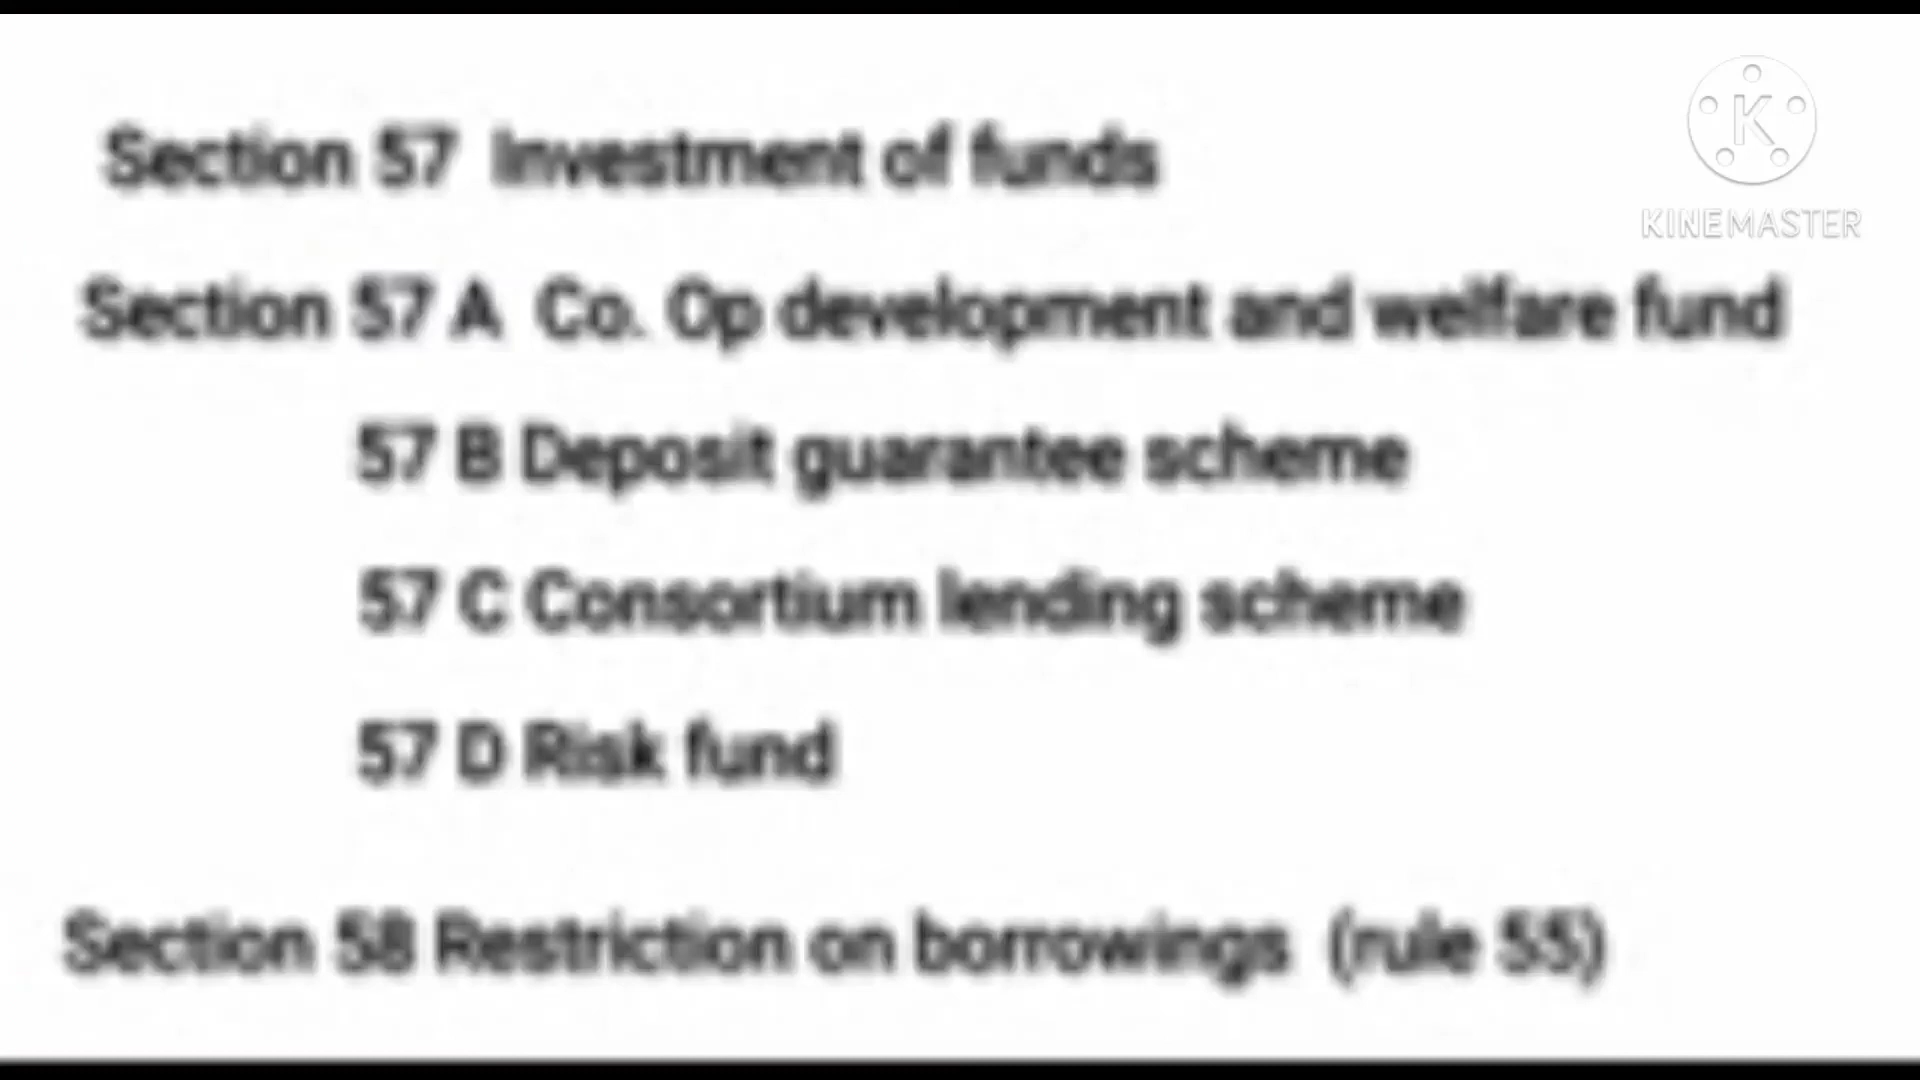 Section 57 Investment of funds
K
KINEMASTER
Section 57 A Co. Op development and welfare fund
57 B Deposit guarantee scheme
57 C Consortium lending scheme
57 D Risk fund
Section 58 Restriction on borrowings (rule 55)